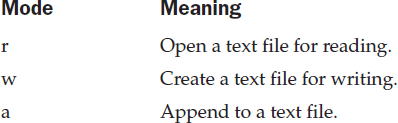 Mode Meaning
r Open a text file for reading.
w Create a text file for writing.
a Append to a text file.